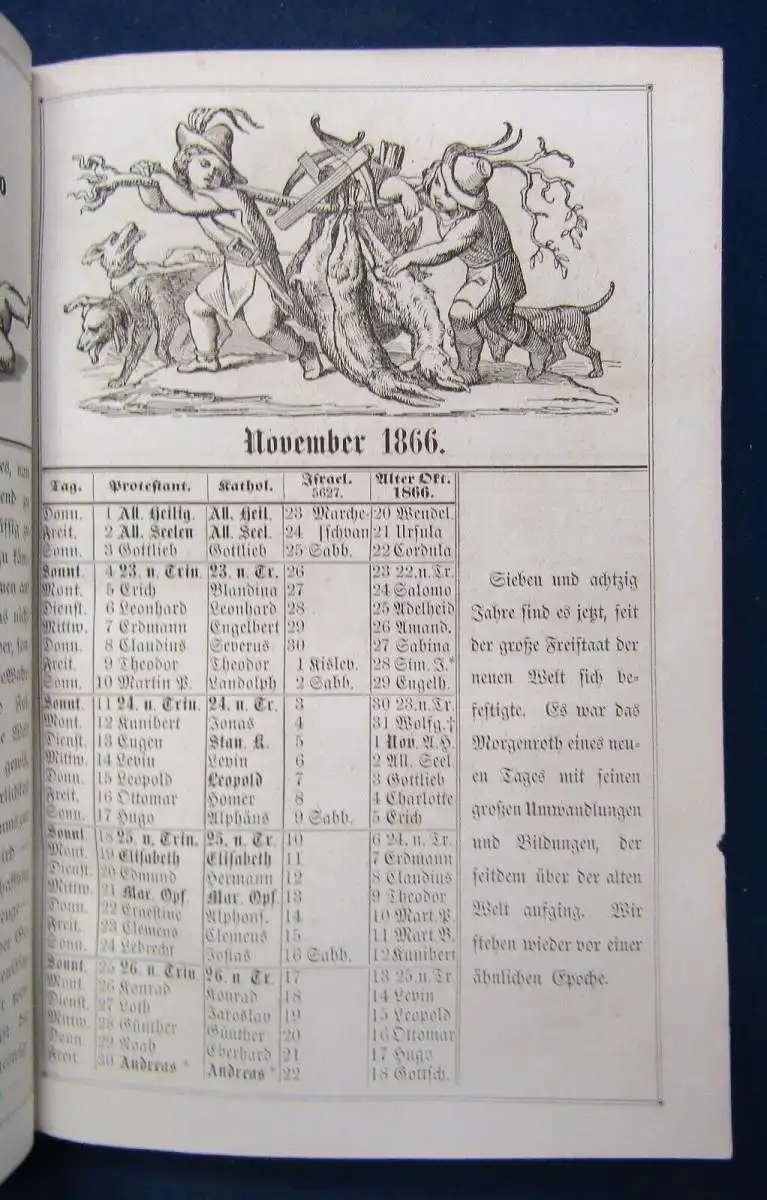 November 1866.
Tag. Protestant. Kathol. Israel. 5627. Alter Okt. 1866.
Donn. 1 All. Heilig. All. Heil. 23 Marche- 20 Wendel.
Freit. 2 All. Seelen All. Seel. 24 [schvan 21 Ursula
Sonn. 3 Gottlieb Gottlieb 25 Sabb. 22 Cordula
Sonnt. 4 23. n. Trin. 23. n. Tr. 26 23 22. n. Tr.
Mont. 5 Erich Blandina 27 24 Salomo
Dienst. 6 Leonhard Leonhard 28 25 Adelheid
Mittw. 7 Erdmann Engelbert 29 26 Amand.
Donn. 8 Claudius Severus 30 27 Sabina
Freit. 9 Theodor Theodor 1 Kislev. 28 Sim. J.*
Sonn. 10 Martin P. Landolph 2 Sabb. 29 Engelh.
Sonnt. 11 24. n. Trin. 24. n. Tr. 3 30 23. n. Tr.
Mont. 12 Kunibert Jonas 4 31 Wolfg. †
Dienst. 13 Eugen Stan. K. 5 1 Nov. A. H.
Mittw. 14 Levin Levin 6 2 All. Seel.
Donn. 15 Leopold Leopold 7 3 Gottlieb
Freit. 16 Ottomar Homer 8 4 Charlotte
Sonn. 17 Hugo Alphäus 9 Sabb. 5 Erich
Sonnt. 18 25. n. Trin. 25. n. Tr. 10 6 24. n. Tr.
Mont. 19 Elisabeth Elisabeth 11 7 Erdmann
Dienst. 20 Edmund Hermann 12 8 Claudius
Mittw. 21 Mar. Opf. Mar. Opf. 13 9 Theodor
Donn. 22 Ernestine Alphons. 14 10 Mart. P.
Freit. 23 Clemens Clemens 15 11 Mart. B.
Sonn. 24 Lebrecht Josias 16 Sabb. 12 Kunibert
Sonnt. 25 26. n. Trin. 26. n. Tr. 17 13 25. n. Tr.
Mont. 26 Konrad Konrad 18 14 Levin
Dienst. 27 Loth Jaroslav 19 15 Leopold
Mittw. 28 Günther Günther 20 16 Ottomar
Donn. 29 Noah Eberhard 21 17 Hugo
Freit. 30 Andreas * Andreas * 22 18 Gottsch.
Sieben und achtzig
Jahre sind es jetzt, seit
der große Freistaat der
neuen Welt sich be-
festigte. Es war das
Morgenroth eines neu-
en Tages mit seinen
großen Umwandlungen
und Bildungen, der
seitdem über der alten
Welt aufging. Wir
stehen wieder vor einer
ähnlichen Epoche.